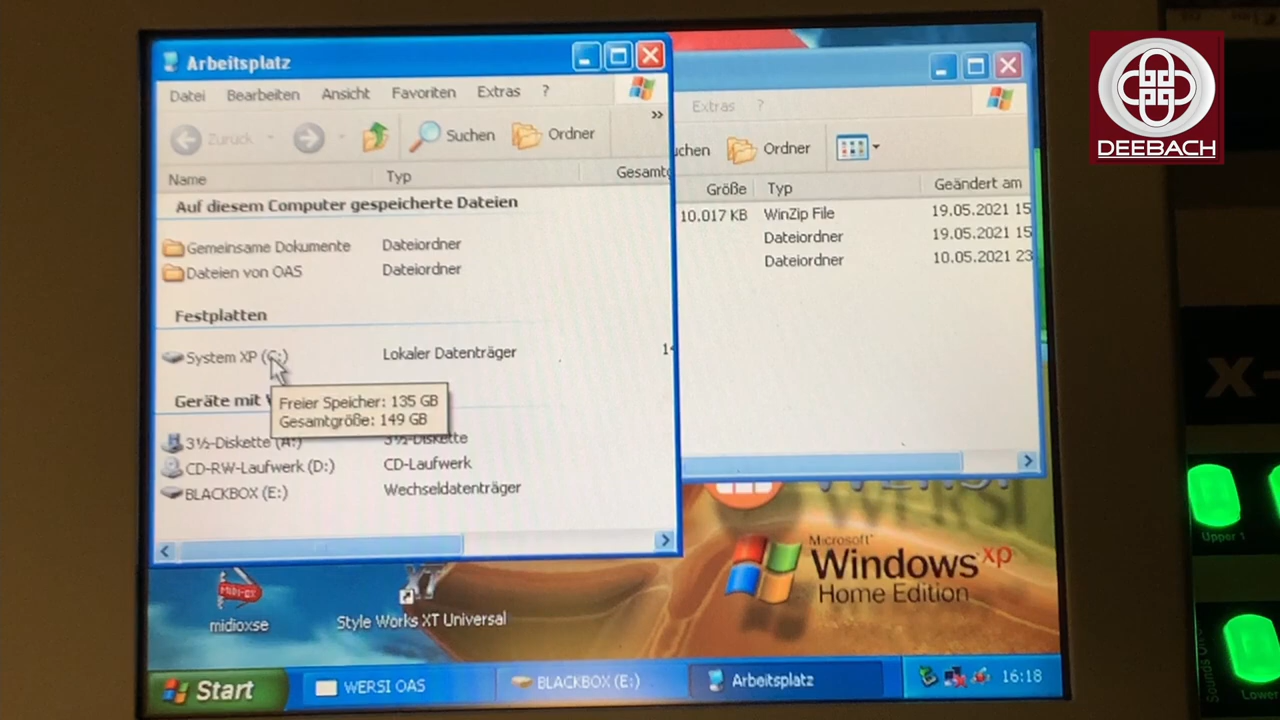 Arbeitsplatz
Datei Bearbeiten Ansicht Favoriten Extras ?
Zurück Suchen Ordner
Name Typ
Auf diesem Computer gespeicherte Dateien
Gemeinsame Dokumente Dateiordner
Dateien von OAS Dateiordner
Festplatten
System XP (C:) Lokaler Datenträger
Geräte mit
Freier Speicher: 135 GB
Gesamtgröße: 149 GB
3½-Diskette (A:) 3½-Diskette
CD-RW-Laufwerk (D:) CD-Laufwerk
BLACKBOX (E:) Wechseldatenträger
Extras ?
Ordner
Größe Typ Geändert am
10.017 KB WinZip File 19.05.2021 15
Dateiordner 19.05.2021 15
Dateiordner 10.05.2021 23
DEEBACH
Microsoft
Windows xp
Home Edition
midioxse
Style Works XT Universal
Start WERSI OAS BLACKBOX (E:) Arbeitsplatz 16:18
X-
Upper 1
Lower